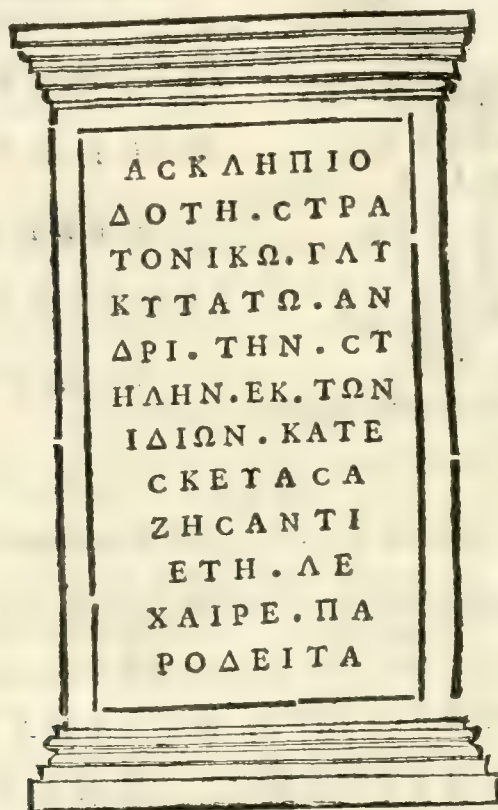 ΑϹΚΛΗΠΙΟ
ΔΟΤΗ.ϹΤΡΑ
ΤΟΝΙΚΩ.ΓΛΥ
ΚΥΤΑΤΩ.ΑΝ
ΔΡΙ.ΤΗΝ.ϹΤ
ΗΛΗΝ.ΕΚ.ΤΩΝ
ΙΔΙΩΝ.ΚΑΤΕ
ϹΚΕΥΑϹΑ
ΖΗϹΑΝΤΙ
ΕΤΗ.ΛΕ
ΧΑΙΡΕ.ΠΑ
ΡΟΔΕΙΤΑ